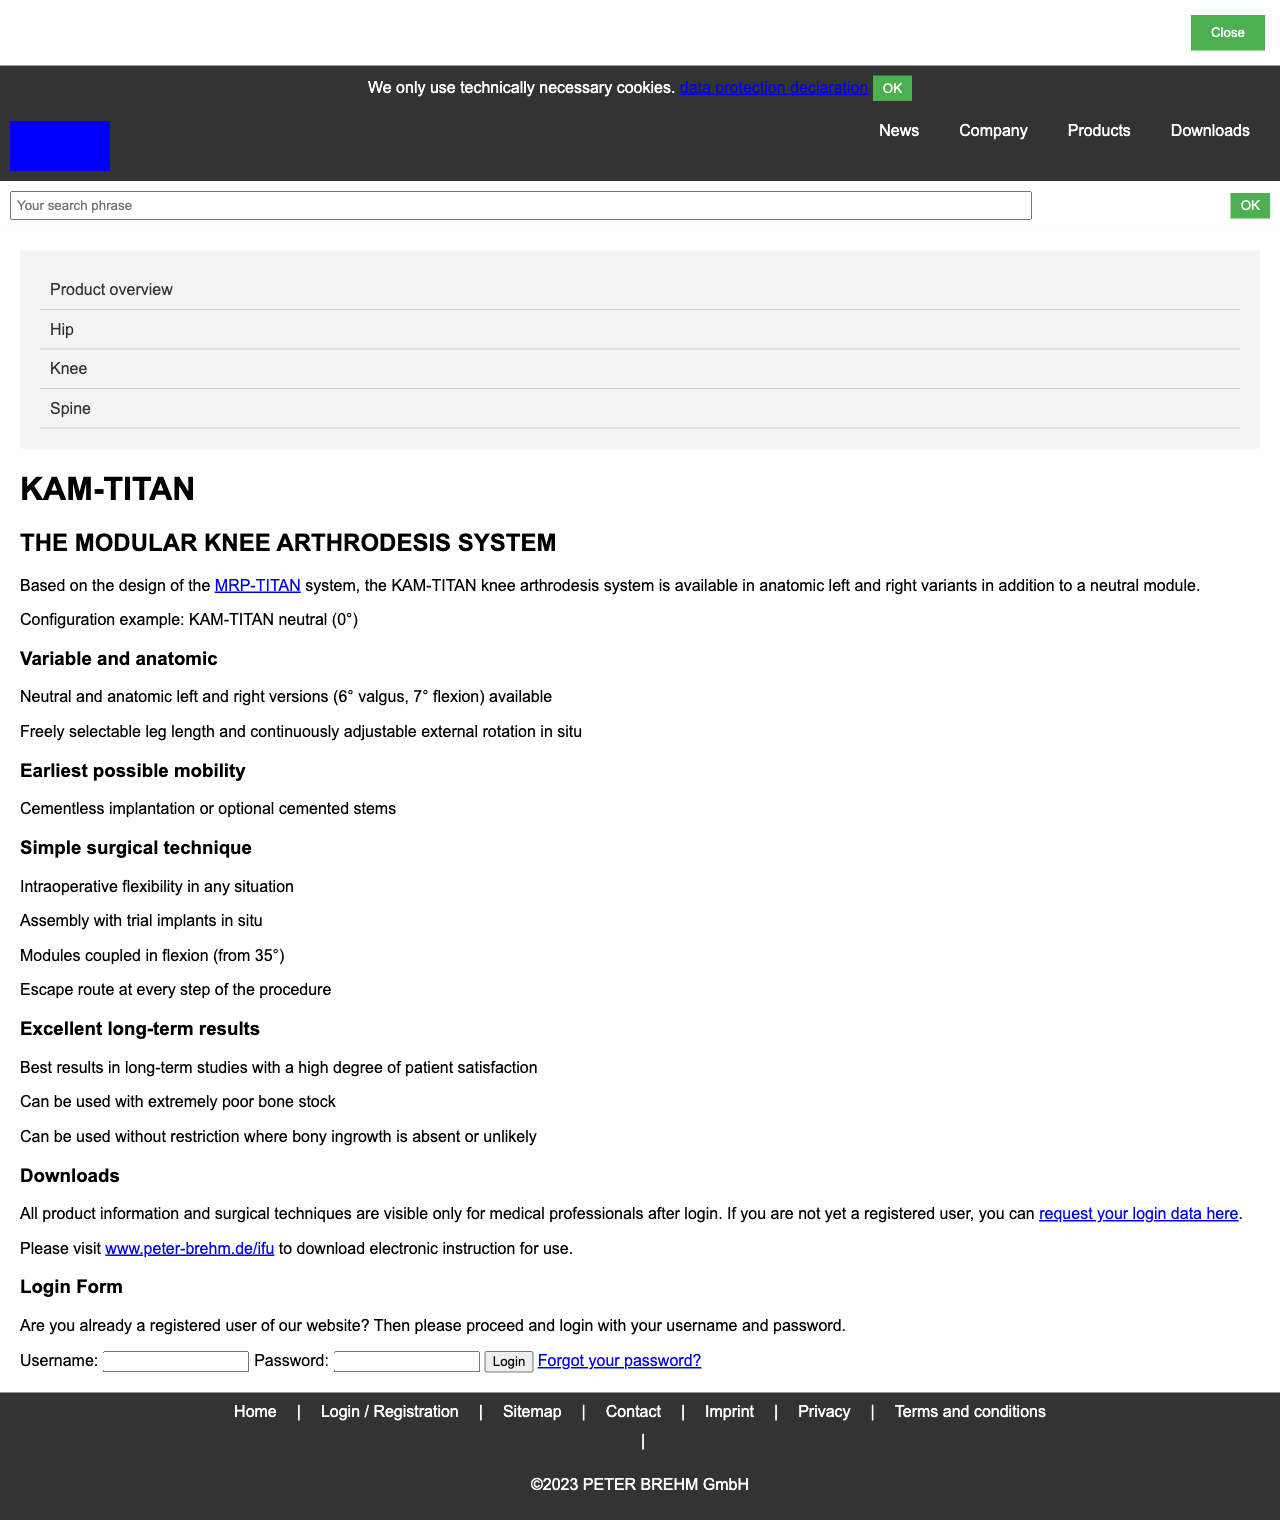 Close
We only use technically necessary cookies. data protection declaration OK
News Company Products Downloads
Your search phrase OK
Product overview
Hip
Knee
Spine
KAM-TITAN
THE MODULAR KNEE ARTHRODESIS SYSTEM
Based on the design of the MRP-TITAN system, the KAM-TITAN knee arthrodesis system is available in anatomic left and right variants in addition to a neutral module.
Configuration example: KAM-TITAN neutral (0°)
Variable and anatomic
Neutral and anatomic left and right versions (6° valgus, 7° flexion) available
Freely selectable leg length and continuously adjustable external rotation in situ
Earliest possible mobility
Cementless implantation or optional cemented stems
Simple surgical technique
Intraoperative flexibility in any situation
Assembly with trial implants in situ
Modules coupled in flexion (from 35°)
Escape route at every step of the procedure
Excellent long-term results
Best results in long-term studies with a high degree of patient satisfaction
Can be used with extremely poor bone stock
Can be used without restriction where bony ingrowth is absent or unlikely
Downloads
All product information and surgical techniques are visible only for medical professionals after login. If you are not yet a registered user, you can request your login data here.
Please visit www.peter-brehm.de/ifu to download electronic instruction for use.
Login Form
Are you already a registered user of our website? Then please proceed and login with your username and password.
Username: Password: Login Forgot your password?
Home | Login / Registration | Sitemap | Contact | Imprint | Privacy | Terms and conditions
|
©2023 PETER BREHM GmbH